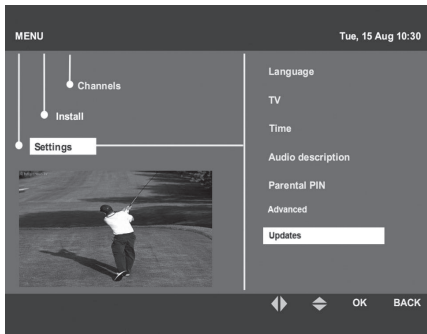 MENU
Tue, 15 Aug 10:30
Channels
Install
Settings
Language
TV
Time
Audio description
Parental PIN
Advanced
Updates
OK
BACK